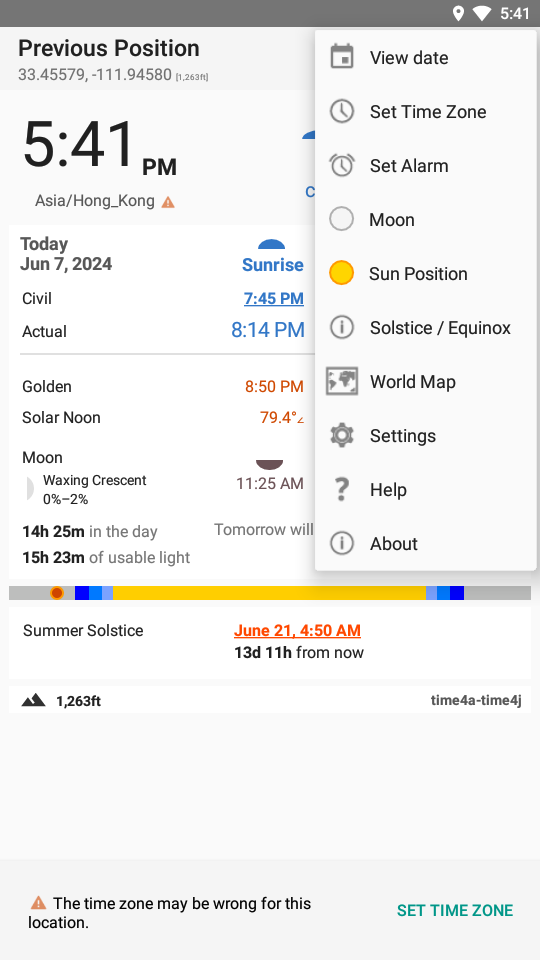 5:41
Previous Position
33.45579, -111.94580 [1,263ft]
5:41 PM
Asia/Hong_Kong
C
View date
Set Time Zone
Set Alarm
Moon
Sun Position
Solstice / Equinox
World Map
Settings
Help
About
Today
Jun 7, 2024
Sunrise
Civil 7:45 PM
Actual 8:14 PM
Golden 8:50 PM
Solar Noon 79.4°∠
Moon
Waxing Crescent
0%–2%
11:25 AM
14h 25m in the day
Tomorrow will
15h 23m of usable light
Summer Solstice June 21, 4:50 AM
13d 11h from now
1,263ft time4a-time4j
The time zone may be wrong for this
location.
SET TIME ZONE